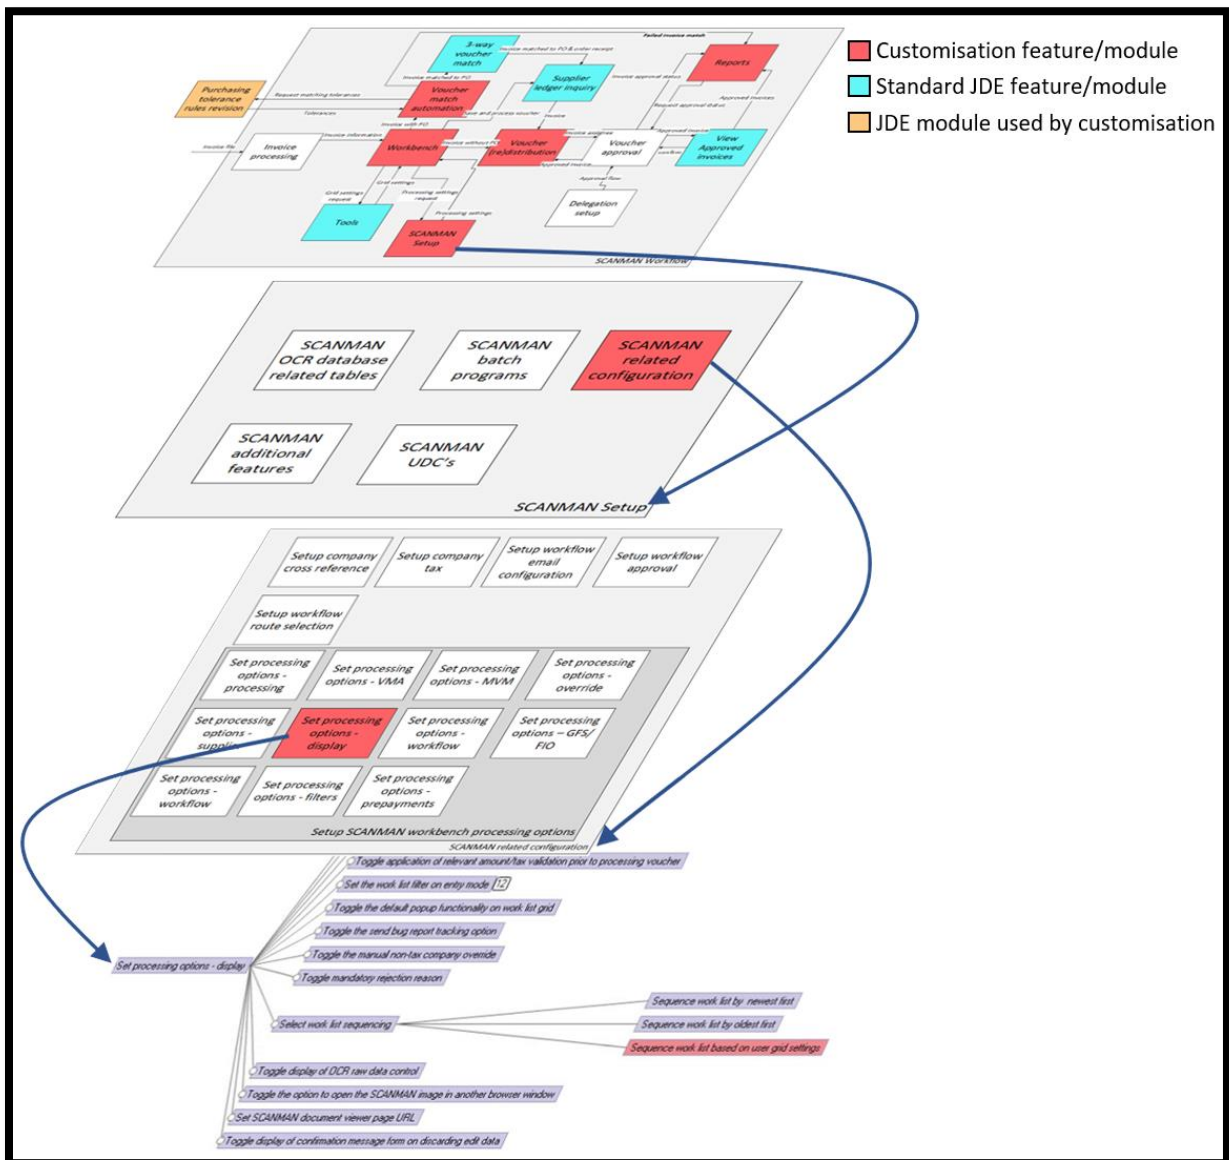 Customisation feature/module
Standard JDE feature/module
JDE module used by customisation
3-way
voucher
match
Invoice matched to PO & order receipt
Failed invoice match
Reports
Invoice matched to PO
Supplier
ledger inquiry
Invoice approval status
Purchasing
tolerance
rules revision
Request matching tolerances
Tolerances
Voucher
match
automation
Request approval status
Approved invoices
Save and process voucher
Invoice
Invoice with PO
Invoice file
Invoice
processing
Invoice information
Workbench
Invoice without PO
Voucher
(re)distribution
Invoice assignee
Approved invoice
Voucher
approval
Approved invoice
confirm
View
Approved
invoices
Grid settings
request
Grid settings
Processing settings
request
Processing settings
Approval flow
Delegation
setup
Tools
SCANMAN
Setup
SCANMAN Workflow
SCANMAN
OCR database
related tables
SCANMAN
batch
programs
SCANMAN
related
configuration
SCANMAN
additional
features
SCANMAN
UDC's
SCANMAN Setup
Setup company
cross reference
Setup company
tax
Setup workflow
email
configuration
Setup workflow
approval
Setup workflow
route selection
Set processing
options -
processing
Set processing
options - VMA
Set processing
options - MVM
Set processing
options -
override
Set processing
options -
supplier
Set processing
options -
display
Set processing
options -
workflow
Set processing
options – GFS/
FIO
Set processing
options -
workflow
Set processing
options - filters
Set processing
options -
prepayments
Setup SCANMAN workbench processing options
SCANMAN related configuration
Toggle application of relevant amount/tax validation prior to processing voucher
Set the work list filter on entry mode 12
Toggle the default popup functionality on work list grid
Toggle the send bug report tracking option
Toggle the manual non-tax company override
Set processing options - display
Toggle mandatory rejection reason
Select work list sequencing
Sequence work list by newest first
Sequence work list by oldest first
Sequence work list based on user grid settings
Toggle display of OCR raw data control
Toggle the option to open the SCANMAN image in another browser window
Set SCANMAN document viewer page URL
Toggle display of confirmation message form on discarding edit data